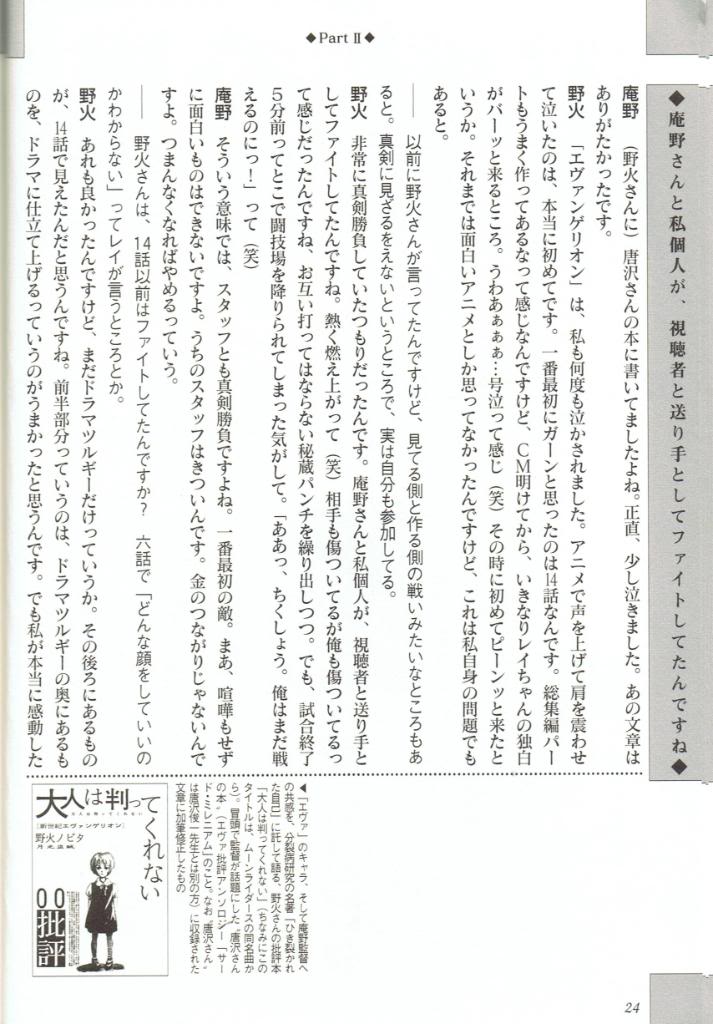 ◆Part Ⅱ◆
◆庵野さんと私個人が、視聴者と送り手としてファイトしてたんですね◆
庵野　（野火さんに）唐沢さんの本に書いてましたよね。正直、少し泣きました。あの文章は
ありがたかったです。
野火　「エヴァンゲリオン」は、私も何度も泣かされました。アニメで声を上げて肩を震わせ
て泣いたのは、本当に初めてです。一番最初にガーンと思ったのは14話なんです。総集編パー
トもうまく作ってあるなって感じなんですけど、ＣＭ明けてから、いきなりレイちゃんの独白
がバーッと来るところ。うわあぁぁぁ…号泣って感じ（笑）その時に初めてピーンッと来たと
いうか。それまでは面白いアニメとしか思ってなかったんですけど、これは私自身の問題でも
あると。
――　以前に野火さんが言ってたんですけど、見てる側と作る側の戦いみたいなところもあ
ると。真剣に見ざるをえないというところで、実は自分も参加してる。
野火　非常に真剣勝負していたつもりだったんです。庵野さんと私個人が、視聴者と送り手と
してファイトしてたんですね。熱く燃え上がって（笑）相手も傷ついてるが俺も傷ついてるっ
て感じだったんですね、お互い打ってはならない秘蔵パンチを繰り出しつつ。でも、試合終了
５分前ってとこで闘技場を降りられてしまった気がして。「ああっ、ちくしょう。俺はまだ戦
えるのにっ！」って（笑）
庵野　そういう意味では、スタッフとも真剣勝負ですよね。一番最初の敵。まあ、喧嘩もせず
に面白いものはできないですよ。うちのスタッフはきついんです。金のつながりじゃないんで
すよ。つまんなくなればやめるっていう。
――　野火さんは、14話以前はファイトしてたんですか？　六話で「どんな顔をしていいの
かわからない」ってレイが言うところとか。
野火　あれも良かったんですけど、まだドラマツルギーだけっていうか。その後ろにあるもの
が、14話で見えたんだと思うんですね。前半部分っていうのは、ドラマツルギーの奥にあるも
のを、ドラマに仕立て上げるっていうのがうまかったと思うんです。でも私が本当に感動した
◀「エヴァ」のキャラ、そして庵野監督へ
の共感を、分裂病研究の名著「ひき裂かれ
た自己」に託して語る、野火さんの批評本
「大人は判ってくれない」（ちなみにこの
タイトルは、ムーンライダーズの同名曲か
ら）。冒頭で監督が話題にした“唐沢さん
の本”（エヴァ批評アンソロジー「サー
ド・ミレニアム」のこと。なお“唐沢さん”
は唐沢俊一先生とは別の方）に収録された
文章に加筆修正したもの
大人は判って
くれない
[新世紀エヴァンゲリオン]
野火ノビタ
月光盗賊
00
批評
24